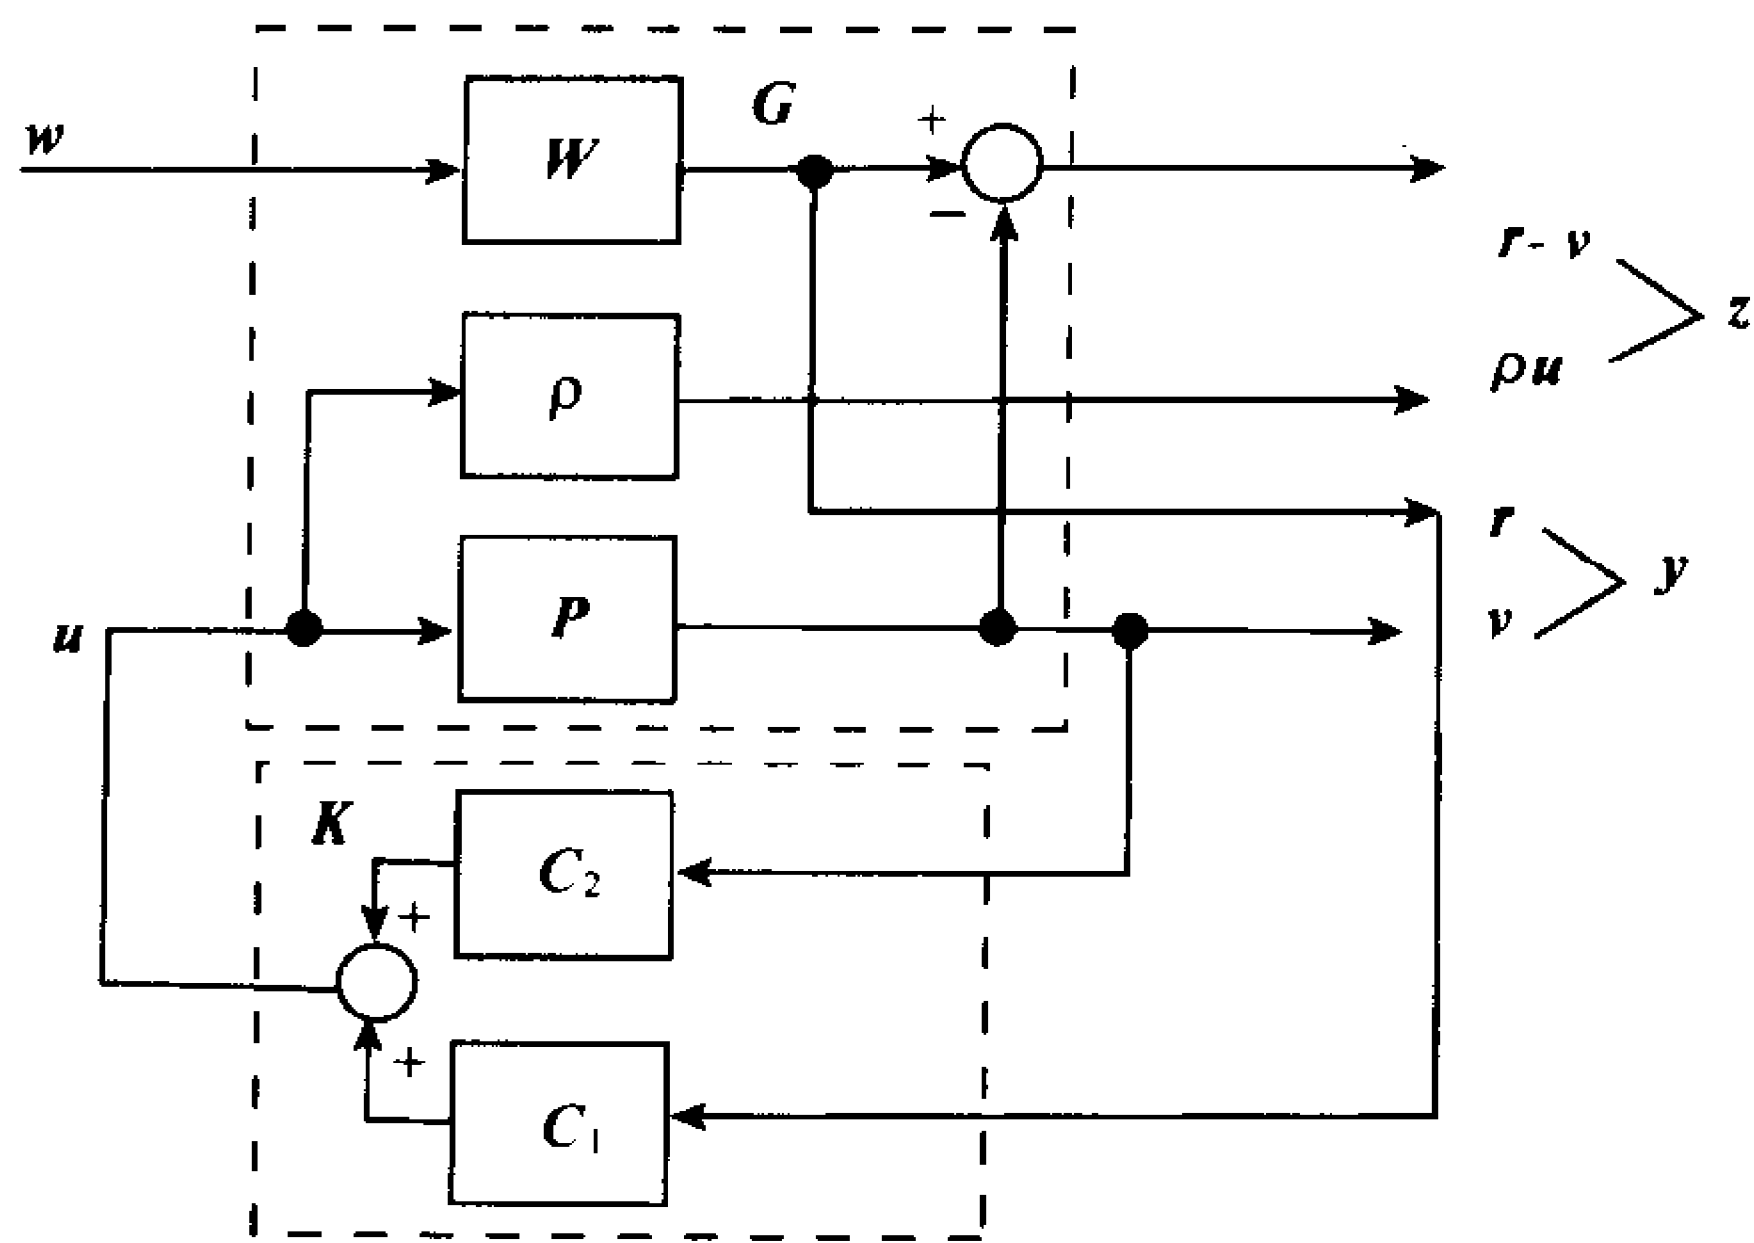 G
+
w
W
−
r - v
z
ρ
ρu
r
y
u
P
v
K
C₂
+
+
C₁